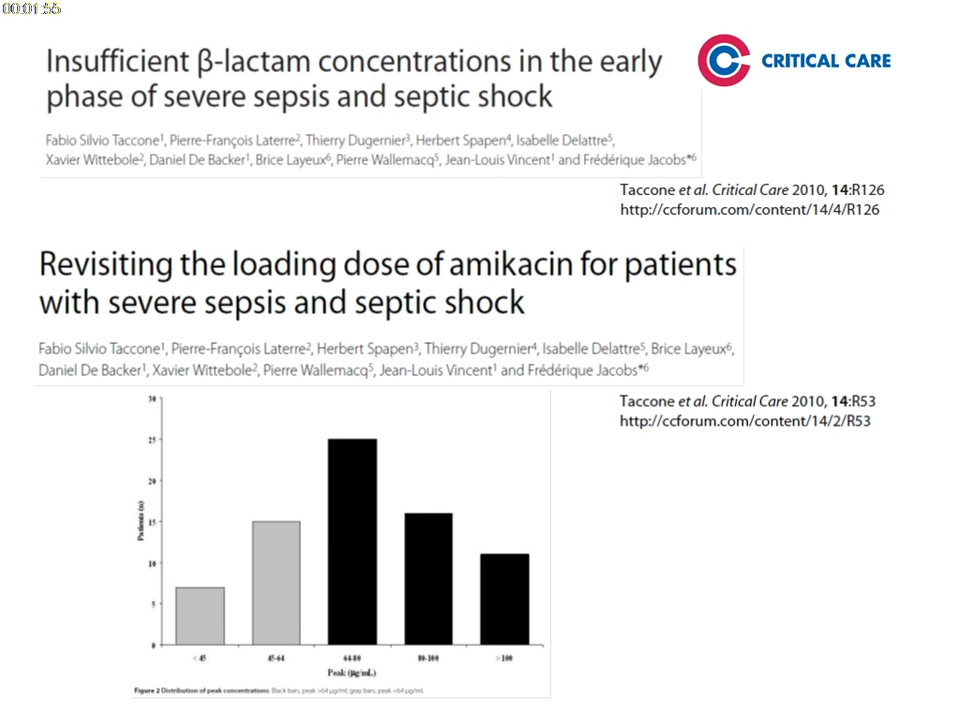 00:01:55
Insufficient β-lactam concentrations in the early
phase of severe sepsis and septic shock
CRITICAL CARE
Fabio Silvio Taccone1, Pierre-François Laterre2, Thierry Dugernier3, Herbert Spapen4, Isabelle Delattre5,
Xavier Wittebole2, Daniel De Backer1, Brice Layeux6, Pierre Wallemacq5, Jean-Louis Vincent1 and Frédérique Jacobs*6
Taccone et al. Critical Care 2010, 14:R126
http://ccforum.com/content/14/4/R126
Revisiting the loading dose of amikacin for patients
with severe sepsis and septic shock
Fabio Silvio Taccone1, Pierre-François Laterre2, Herbert Spapen3, Thierry Dugernier4, Isabelle Delattre5, Brice Layeux6,
Daniel De Backer1, Xavier Wittebole2, Pierre Wallemacq5, Jean-Louis Vincent1 and Frédérique Jacobs*6
Taccone et al. Critical Care 2010, 14:R53
http://ccforum.com/content/14/2/R53
30
25
20
15
10
5
0
Patients (n)
<45 45-64 64-80 80-100 >100
Peak (µg/mL)
Figure 2 Distribution of peak concentrations. Black bars, peak >64 µg/ml; gray bars, peak <64 µg/ml.